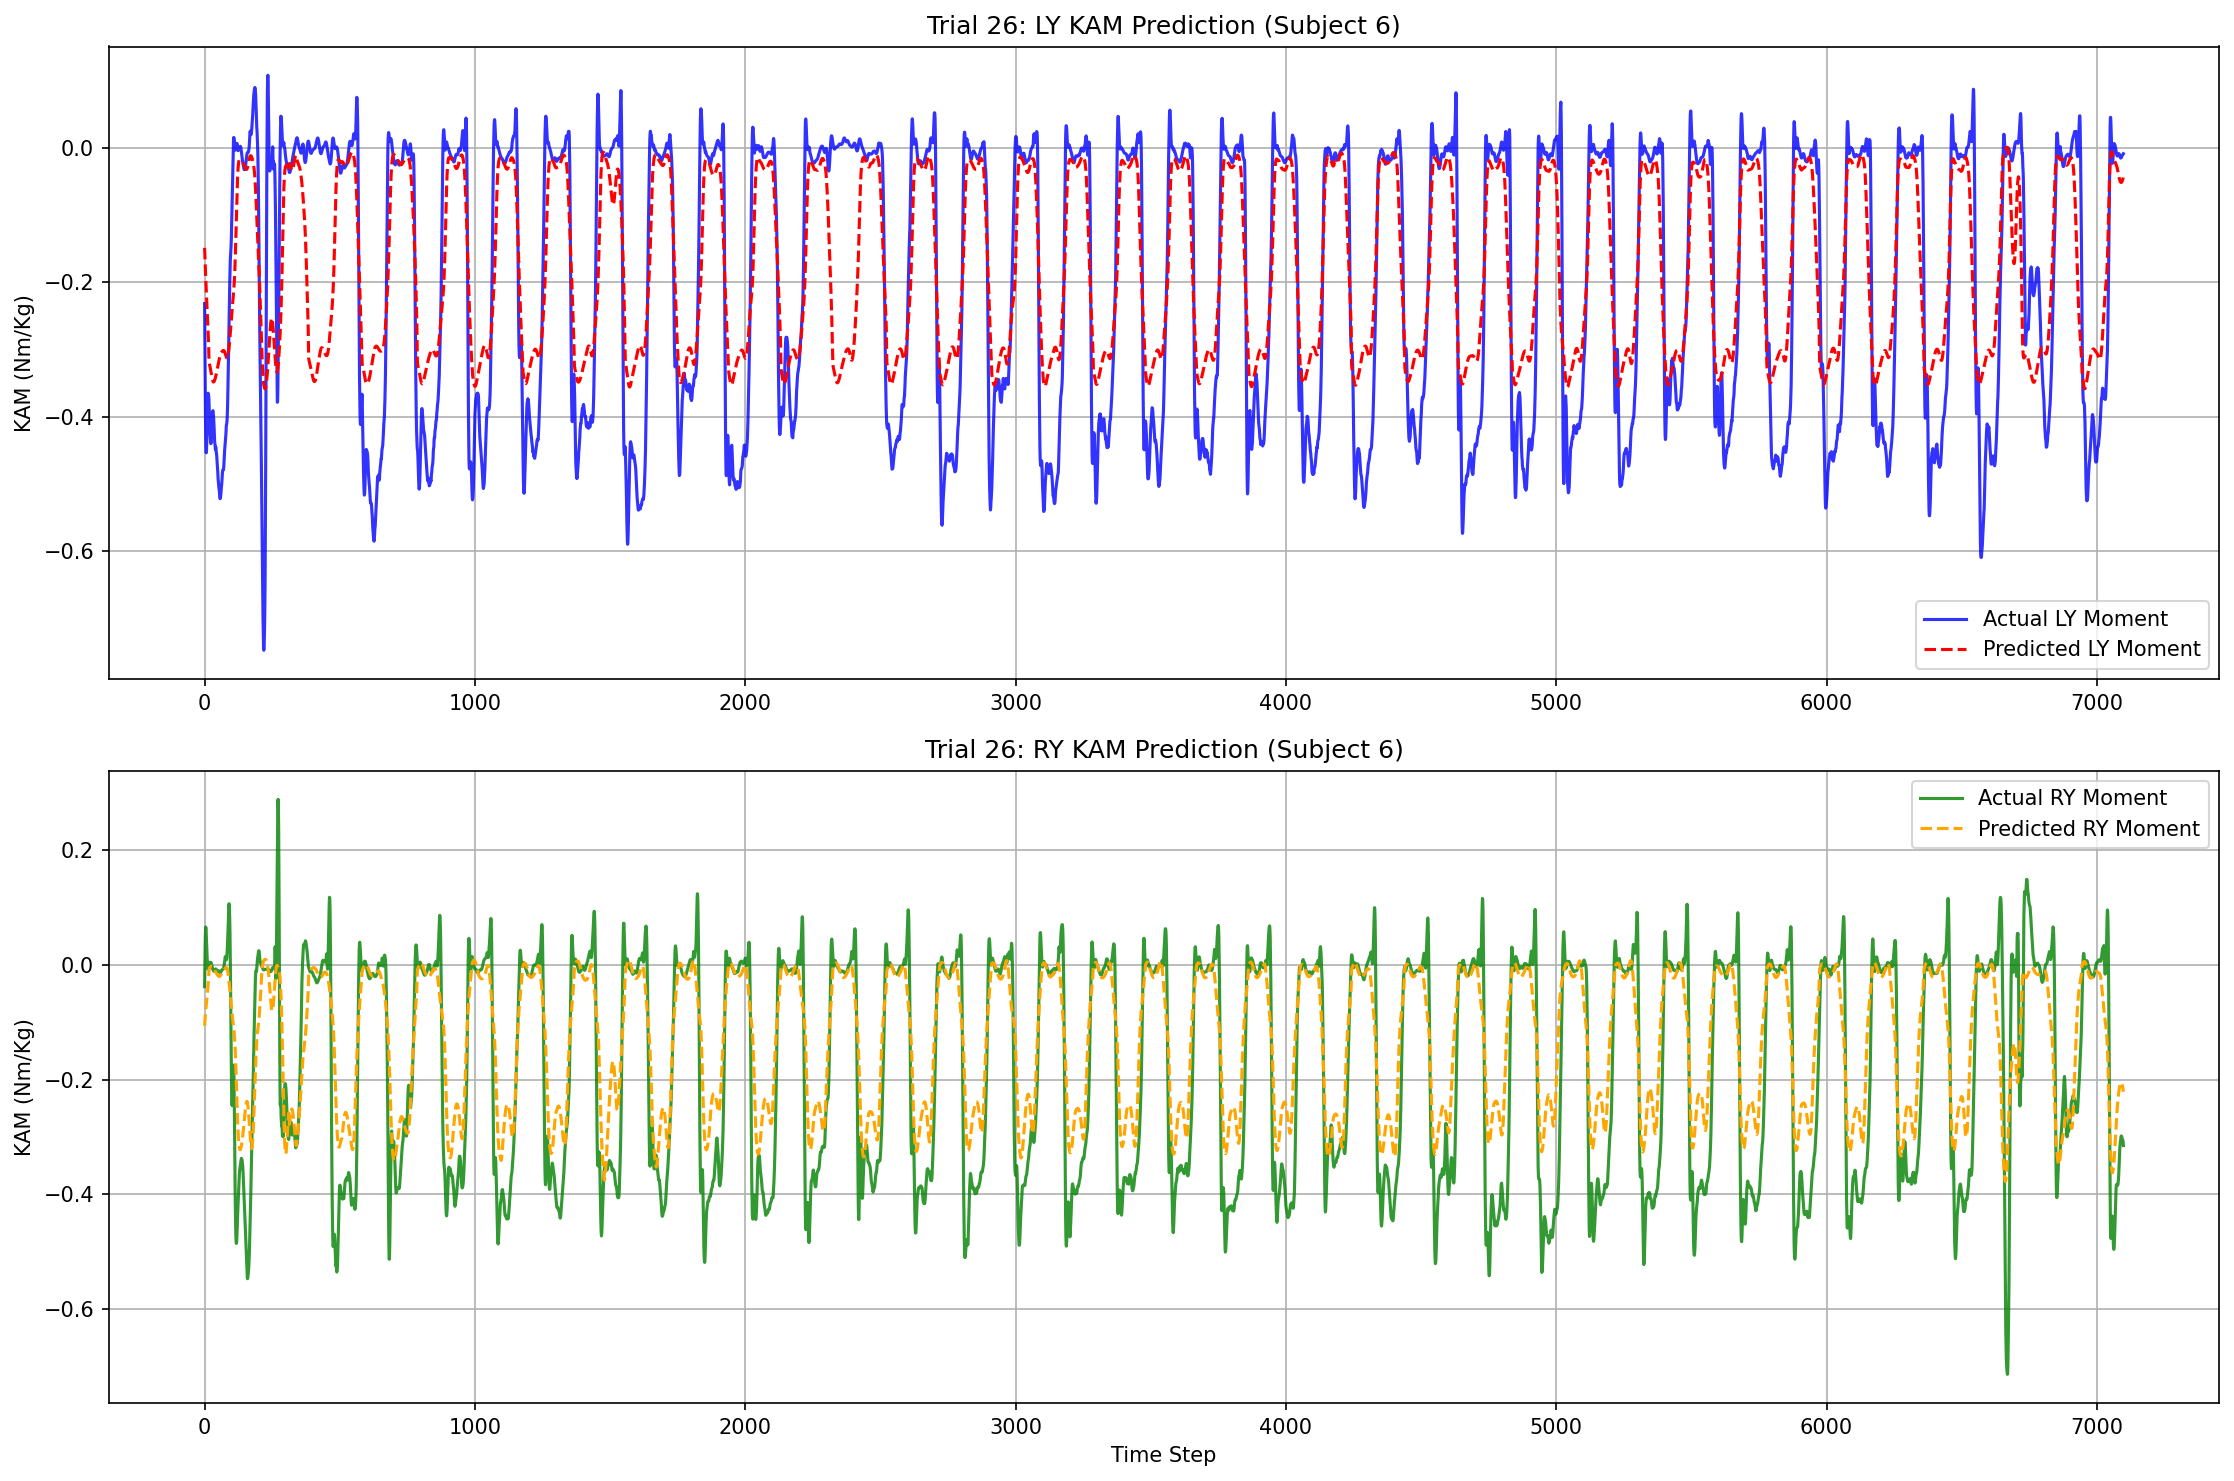 Trial 26: LY KAM Prediction (Subject 6)
KAM (Nm/Kg)
0.0
−0.2
−0.4
−0.6
0 1000 2000 3000 4000 5000 6000 7000
Actual LY Moment
Predicted LY Moment
Trial 26: RY KAM Prediction (Subject 6)
KAM (Nm/Kg)
0.2
0.0
−0.2
−0.4
−0.6
0 1000 2000 3000 4000 5000 6000 7000
Actual RY Moment
Predicted RY Moment
Time Step